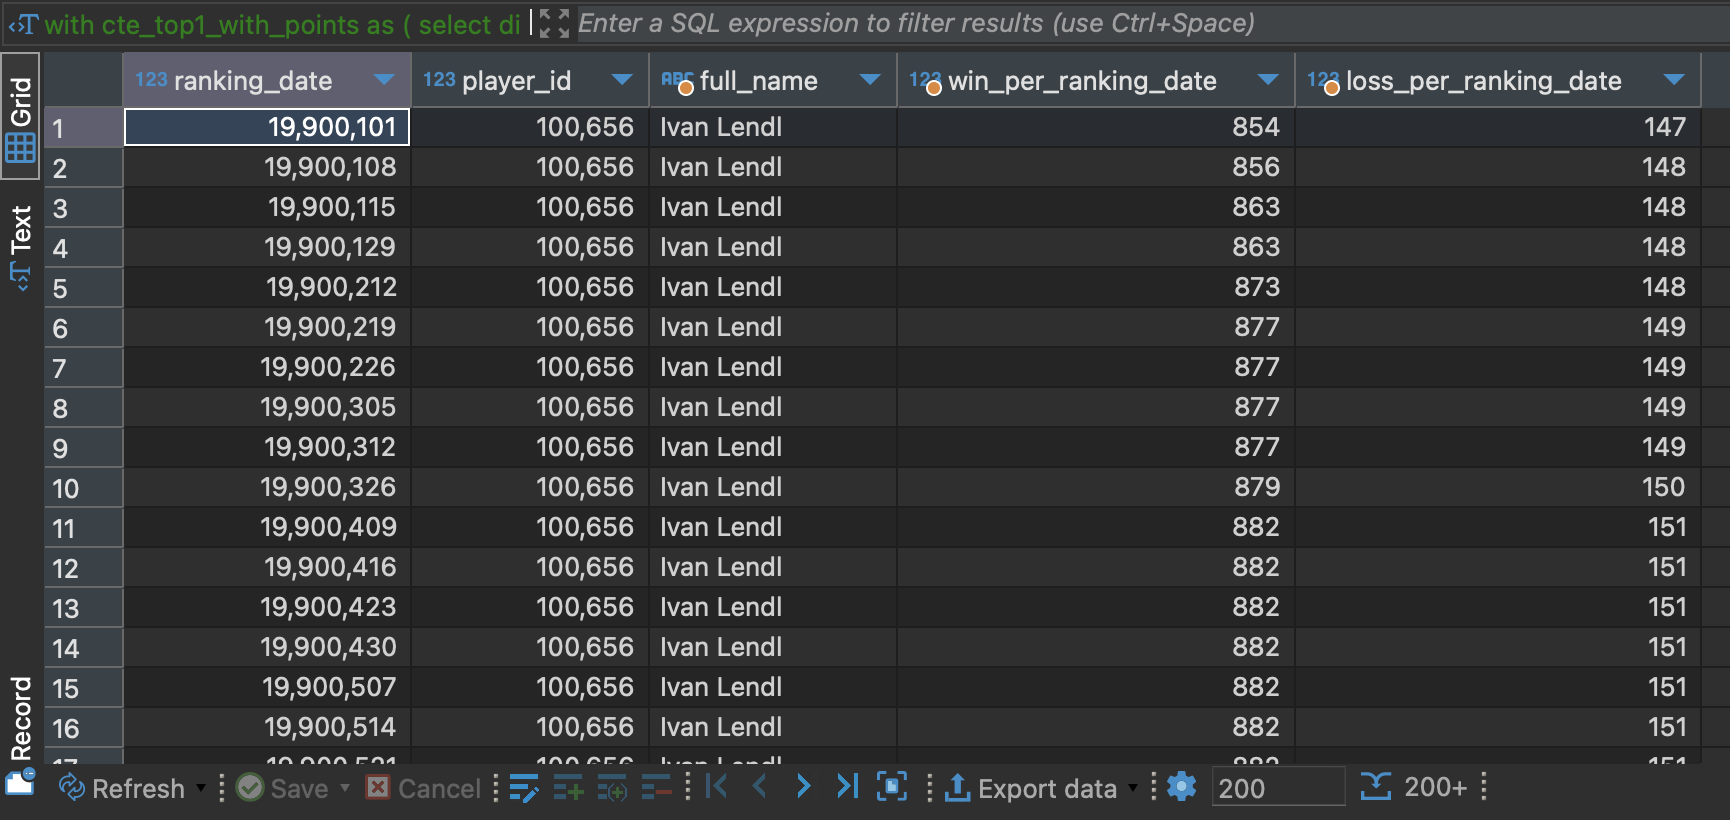 with cte_top1_with_points as ( select di Enter a SQL expression to filter results (use Ctrl+Space)
Grid
Text
Record
123 ranking_date 123 player_id ABC full_name 123 win_per_ranking_date 123 loss_per_ranking_date
1 19,900,101 100,656 Ivan Lendl 854 147
2 19,900,108 100,656 Ivan Lendl 856 148
3 19,900,115 100,656 Ivan Lendl 863 148
4 19,900,129 100,656 Ivan Lendl 863 148
5 19,900,212 100,656 Ivan Lendl 873 148
6 19,900,219 100,656 Ivan Lendl 877 149
7 19,900,226 100,656 Ivan Lendl 877 149
8 19,900,305 100,656 Ivan Lendl 877 149
9 19,900,312 100,656 Ivan Lendl 877 149
10 19,900,326 100,656 Ivan Lendl 879 150
11 19,900,409 100,656 Ivan Lendl 882 151
12 19,900,416 100,656 Ivan Lendl 882 151
13 19,900,423 100,656 Ivan Lendl 882 151
14 19,900,430 100,656 Ivan Lendl 882 151
15 19,900,507 100,656 Ivan Lendl 882 151
16 19,900,514 100,656 Ivan Lendl 882 151
17 19,900,521 100,656 Ivan Lendl 882 151
Refresh Save Cancel Export data 200 200+